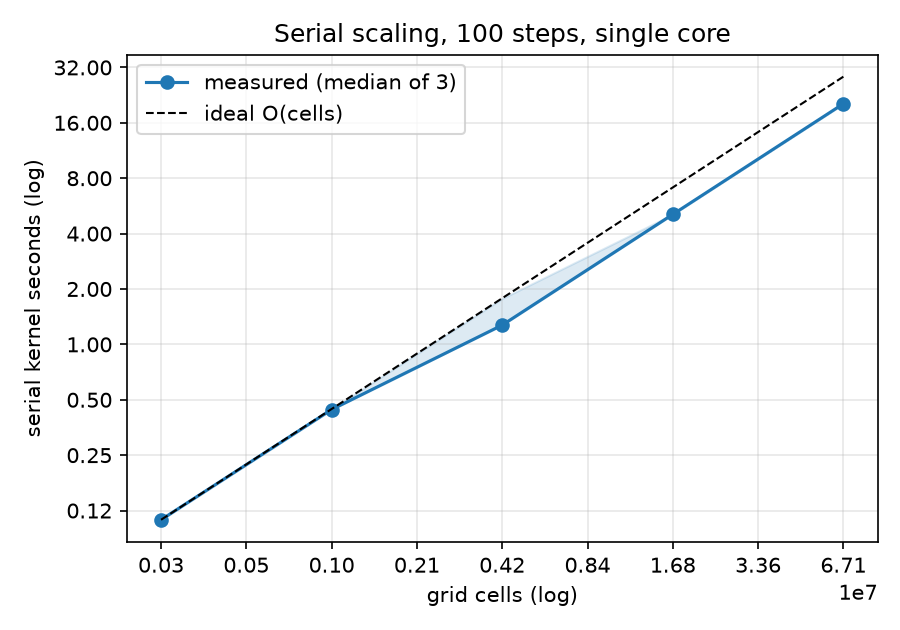 Serial scaling, 100 steps, single core
measured (median of 3)
ideal O(cells)
serial kernel seconds (log)
32.00
16.00
8.00
4.00
2.00
1.00
0.50
0.25
0.12
0.03 0.05 0.10 0.21 0.42 0.84 1.68 3.36 6.71
1e7
grid cells (log)